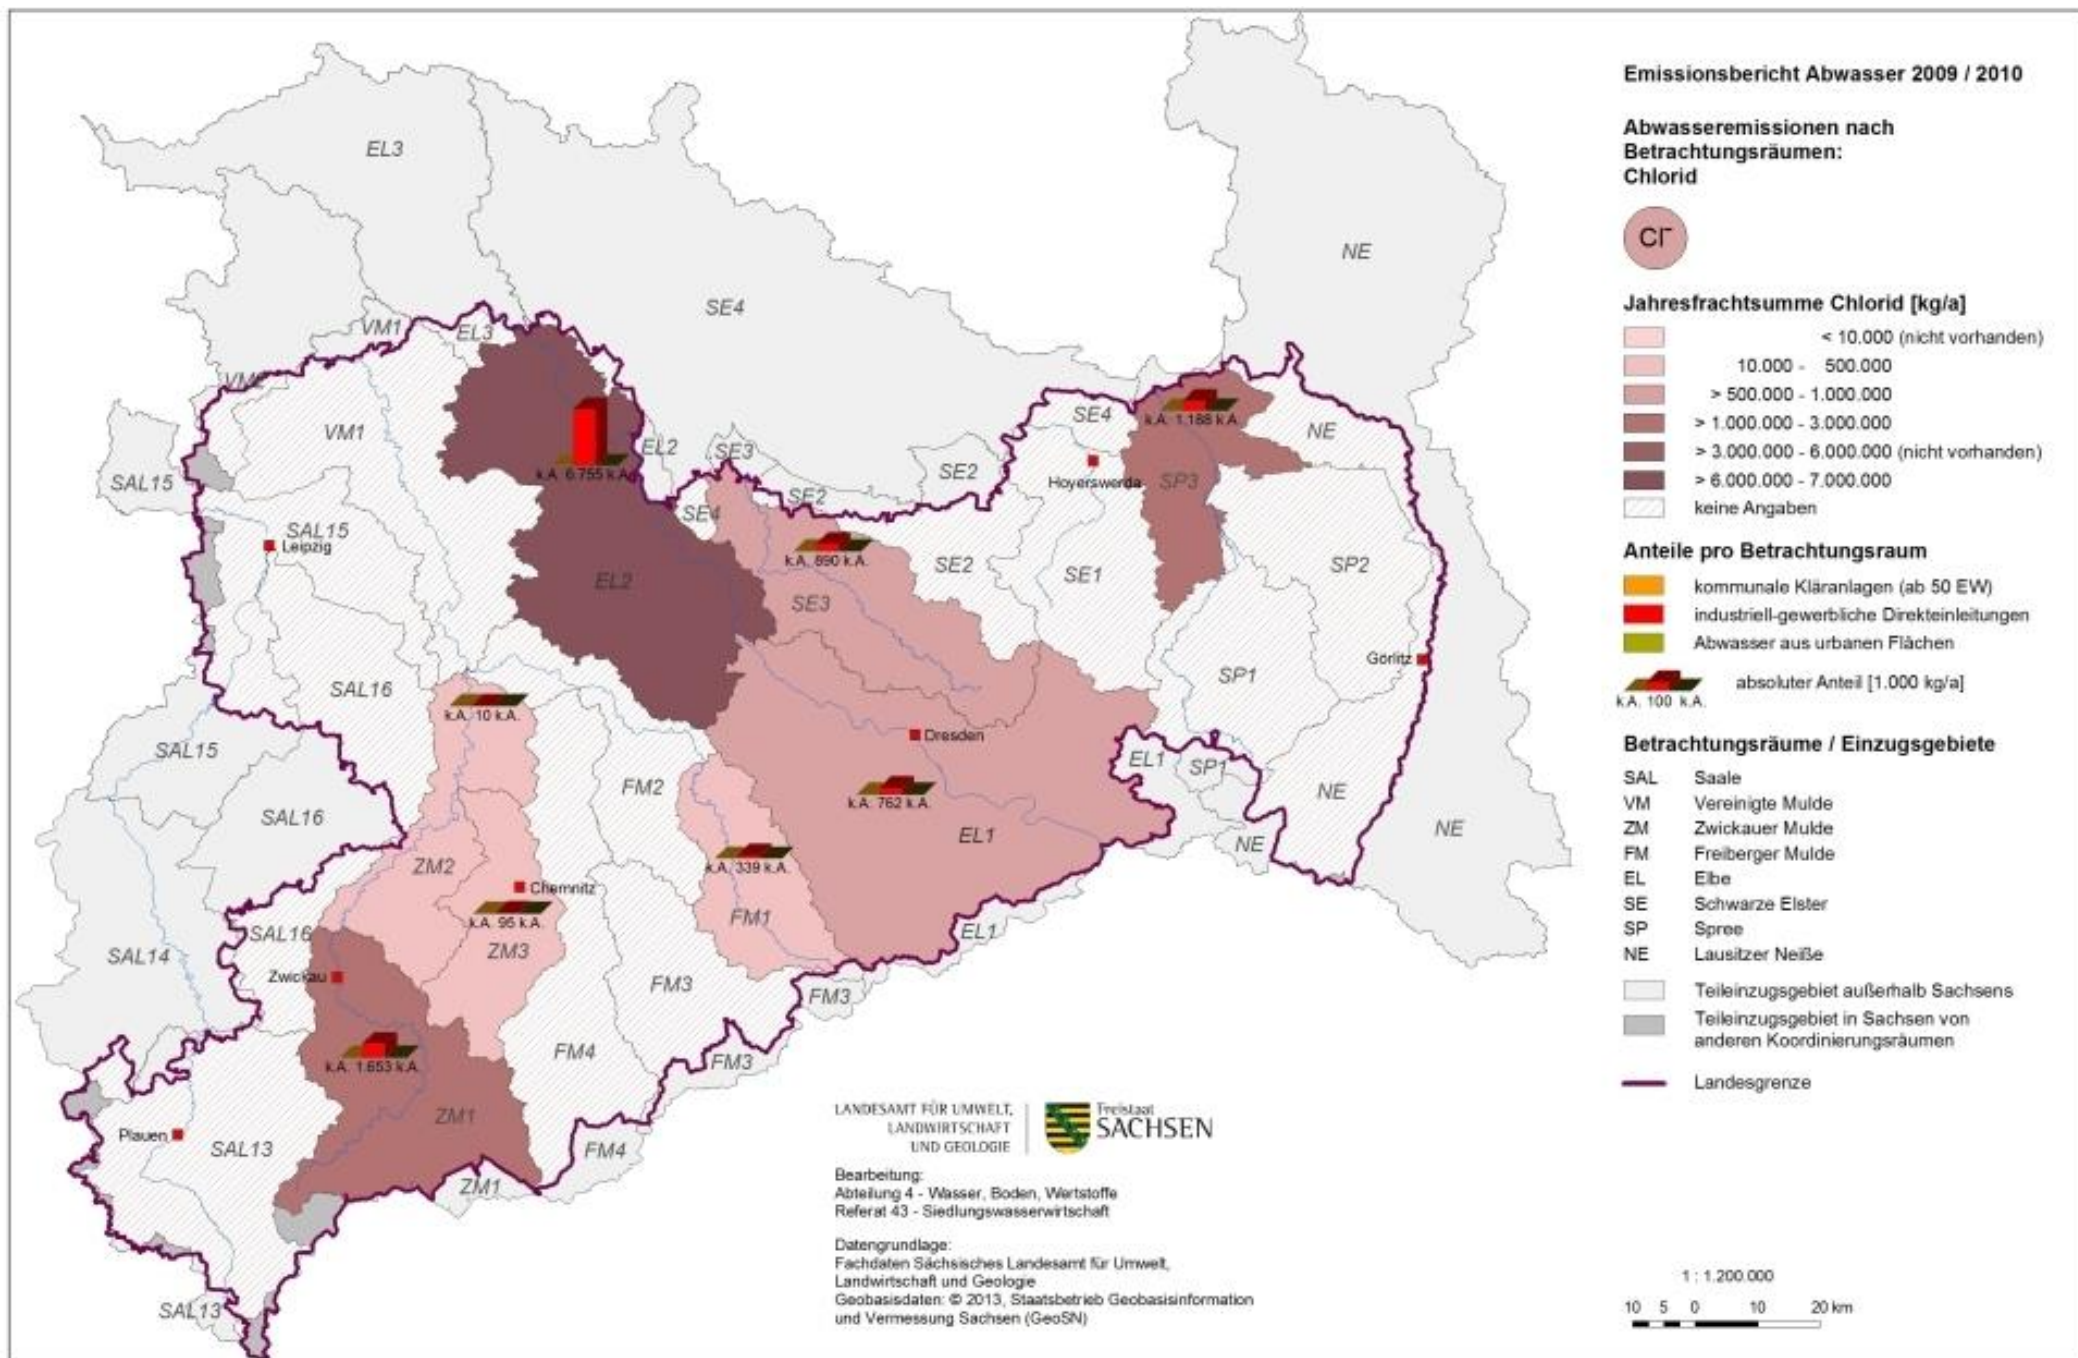 Emissionsbericht Abwasser 2009 / 2010
Abwasseremissionen nach
Betrachtungsräumen:
Chlorid
Cl⁻
Jahresfrachtsumme Chlorid [kg/a]
< 10.000 (nicht vorhanden)
10.000 - 500.000
> 500.000 - 1.000.000
> 1.000.000 - 3.000.000
> 3.000.000 - 6.000.000 (nicht vorhanden)
> 6.000.000 - 7.000.000
keine Angaben
Anteile pro Betrachtungsraum
kommunale Kläranlagen (ab 50 EW)
industriell-gewerbliche Direkteinleitungen
Abwasser aus urbanen Flächen
absoluter Anteil [1.000 kg/a]
k.A. 100 k.A.
Betrachtungsräume / Einzugsgebiete
SAL Saale
VM Vereinigte Mulde
ZM Zwickauer Mulde
FM Freiberger Mulde
EL Elbe
SE Schwarze Elster
SP Spree
NE Lausitzer Neiße
Teileinzugsgebiet außerhalb Sachsens
Teileinzugsgebiet in Sachsen von
anderen Koordinierungsräumen
Landesgrenze
1 : 1.200.000
10 5 0 10 20 km
EL3
NE
SE4
VM1
EL3
VM1
SE4
NE
k.A. 1.188 k.A.
EL2
SE3
SE2
SE2
k.A. 6.755 k.A.
Hoyerswerda
SP3
SAL15
SE4
SAL15
Leipzig
k.A. 890 k.A.
SE2
SE1
SP2
EL2
SE3
Görlitz
SP1
SAL16
k.A. 10 k.A.
Dresden
SAL15
EL1
SP1
FM2
NE
k.A. 762 k.A.
SAL16
EL1
NE
NE
ZM2
k.A. 339 k.A.
Chemnitz
FM1
k.A. 95 k.A.
SAL16
EL1
ZM3
SAL14
Zwickau
FM3
FM3
FM4
FM3
k.A. 1.653 k.A.
ZM1
Plauen
SAL13
FM4
ZM1
SAL13
LANDESAMT FÜR UMWELT,
LANDWIRTSCHAFT
UND GEOLOGIE
Freistaat
SACHSEN
Bearbeitung:
Abteilung 4 - Wasser, Boden, Wertstoffe
Referat 43 - Siedlungswasserwirtschaft
Datengrundlage:
Fachdaten Sächsisches Landesamt für Umwelt,
Landwirtschaft und Geologie
Geobasisdaten: © 2013, Staatsbetrieb Geobasisinformation
und Vermessung Sachsen (GeoSN)